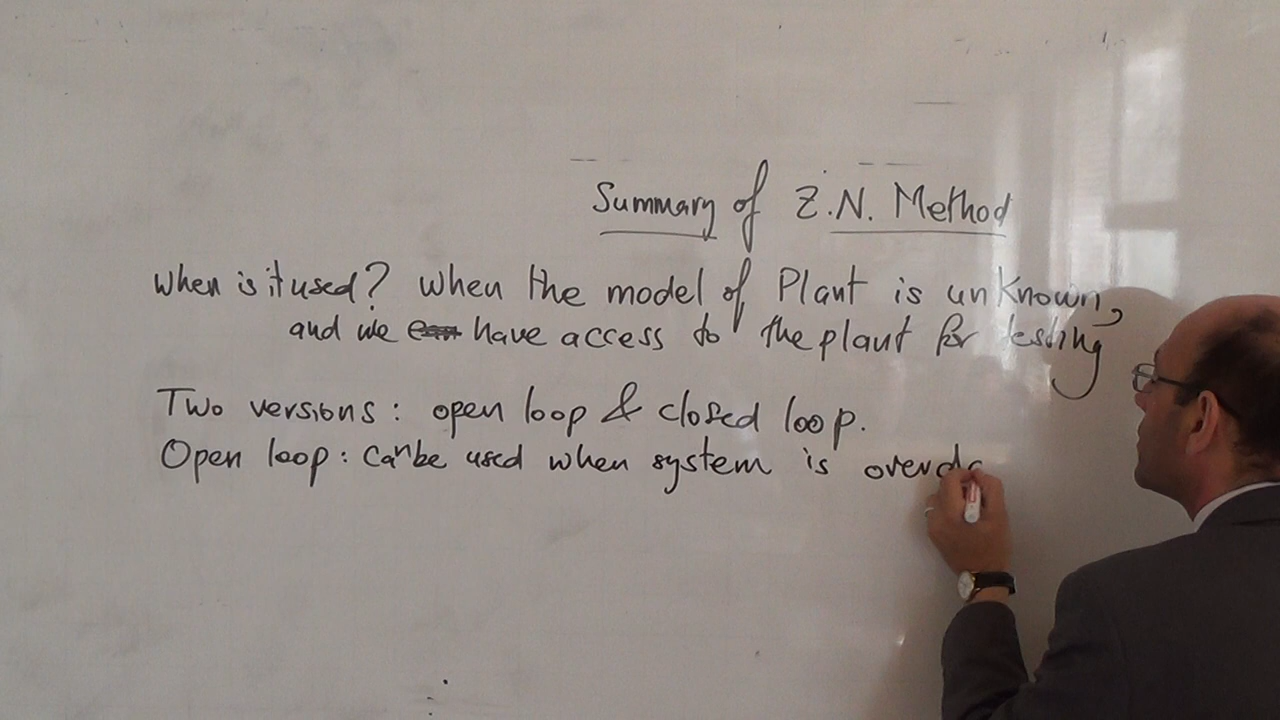 Summary of Z.N. Method
When is it used? When the model of Plant is unknown,
and we have access to the plant for testing
Two versions: open loop & closed loop.
Open loop: can be used when system is overda